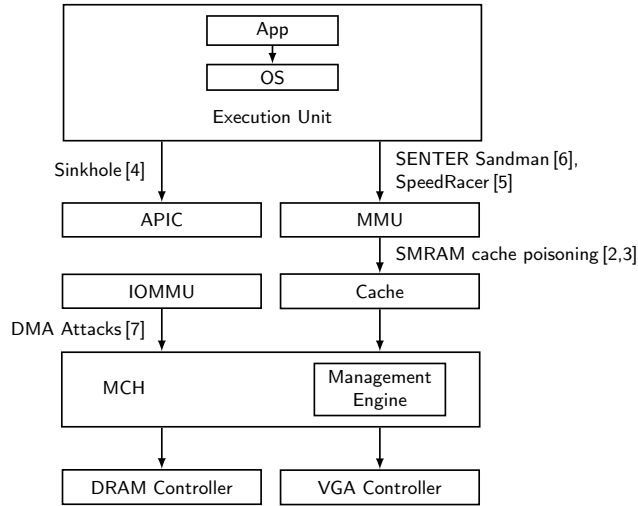 App
OS
Execution Unit
Sinkhole [4]
SENTER Sandman [6],
SpeedRacer [5]
APIC
MMU
SMRAM cache poisoning [2,3]
IOMMU
Cache
DMA Attacks [7]
MCH
Management
Engine
DRAM Controller
VGA Controller